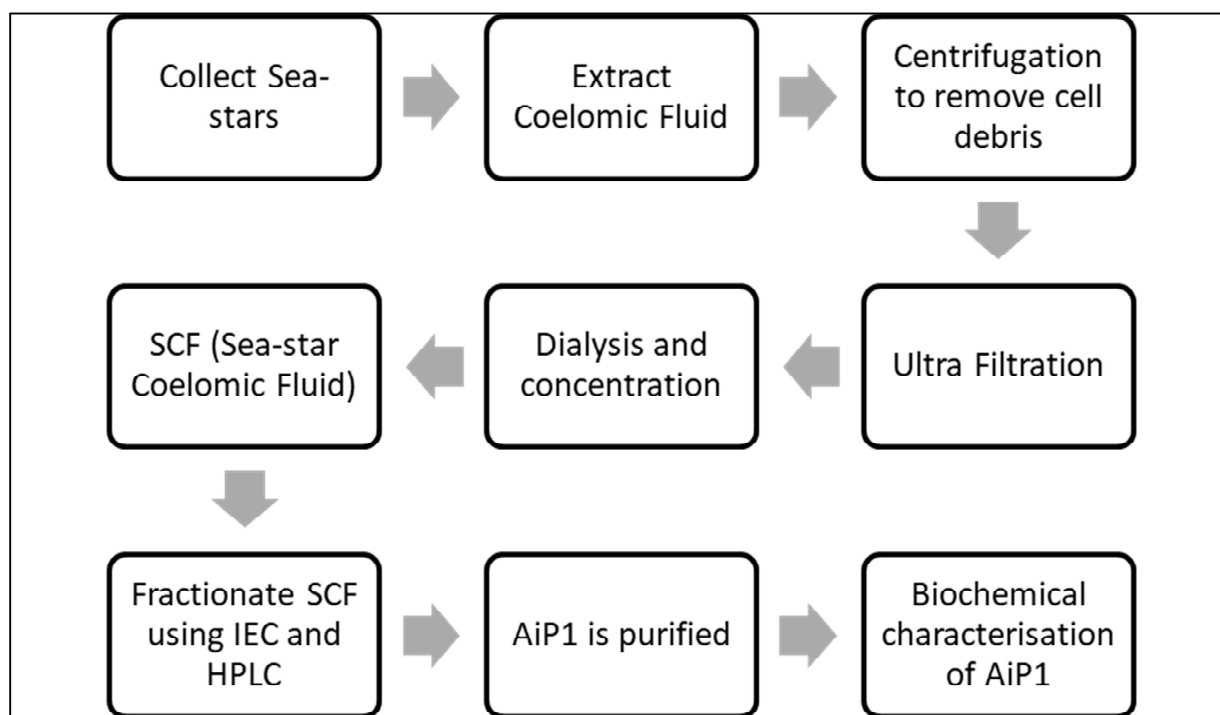 Collect Sea-
stars
Extract
Coelomic Fluid
Centrifugation
to remove cell
debris
Ultra Filtration
Dialysis and
concentration
SCF (Sea-star
Coelomic Fluid)
Fractionate SCF
using IEC and
HPLC
AiP1 is purified
Biochemical
characterisation
of AiP1